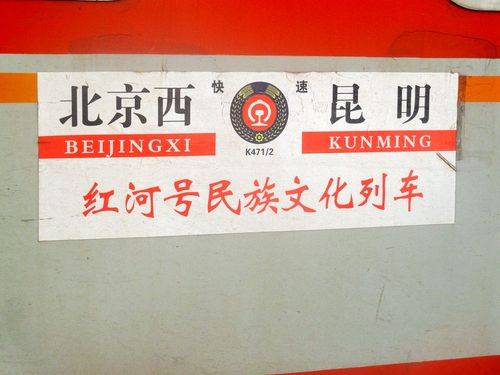 北京西 快 速 昆明
BEIJINGXI KUNMING
K471/2
红河号民族文化列车